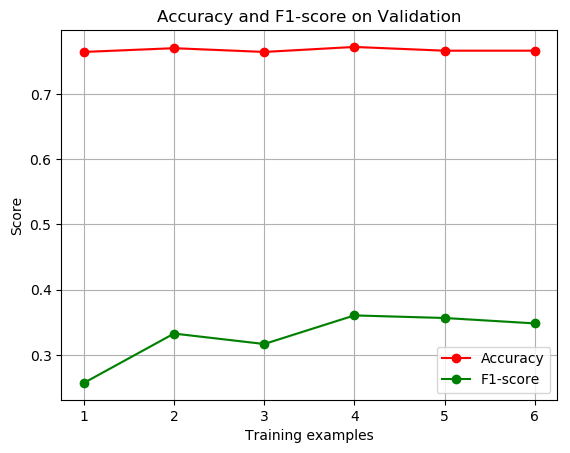 Accuracy and F1-score on Validation
Score
0.7
0.6
0.5
0.4
0.3
1 2 3 4 5 6
Training examples
Accuracy
F1-score